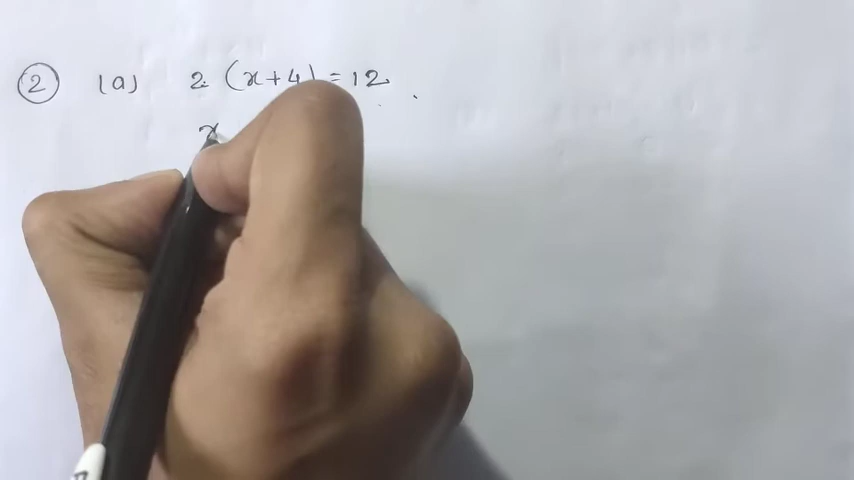 ② (a) 2 (x+4) = 12
x